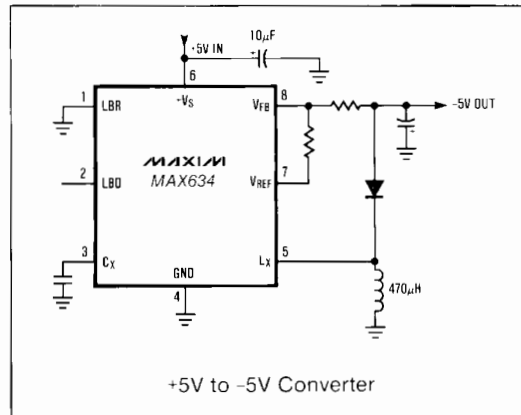 +5V IN
10µF
6
+VS
1
LBR
8
VFB
-5V OUT
MAXIM
MAX634
2
LBO
7
VREF
3
CX
GND
4
5
LX
470µH
+5V to -5V Converter